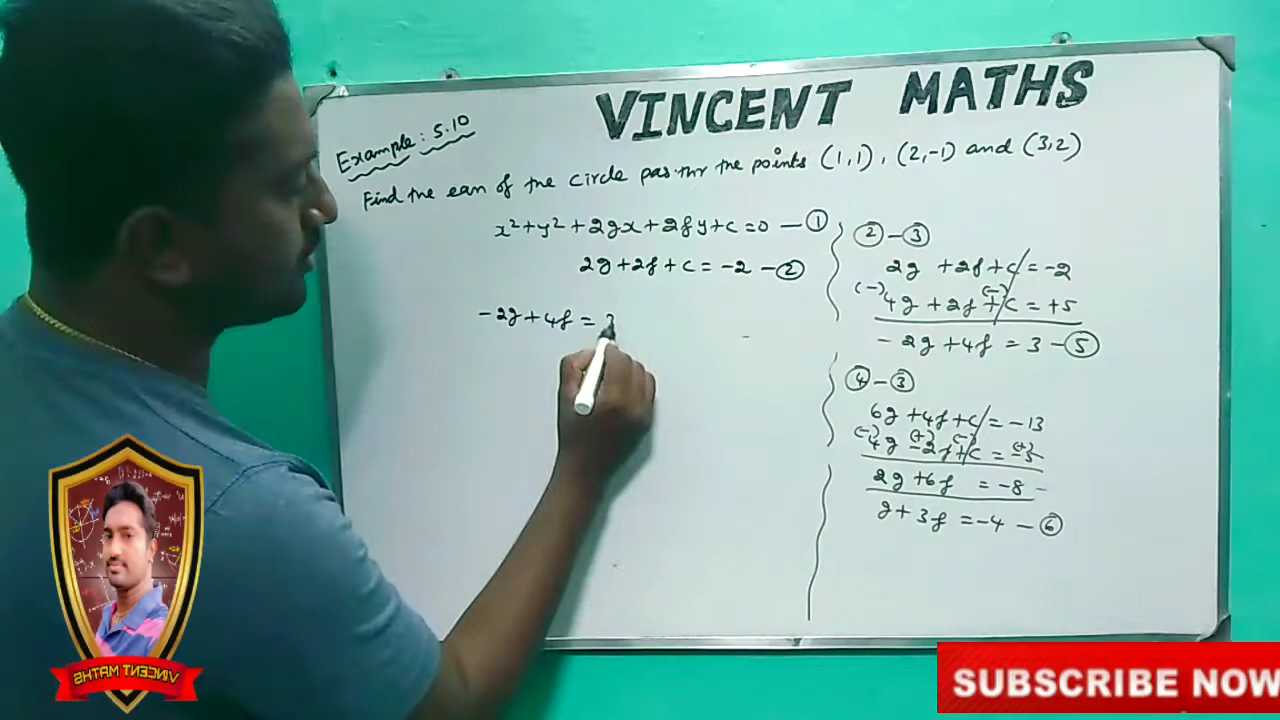 VINCENT MATHS
Example : 5.10
Find the eqn of the circle pas thr the points (1,1), (2,-1) and (3,2)
x²+y²+2gx+2fy+c=0 —①
2g+2f+c=-2 —②
-2g+4f=3
②-③
2g +2f+c=-2
(-) 4g +2f (-) +c = +5
-2g+4f = 3 —⑤
④-③
6g +4f+c = -13
(-) 4g (+) -2f (-) +c = (+) -5
2g+6f = -8
g+3f = -4 —⑥
VINCENT MATHS
SUBSCRIBE NOW